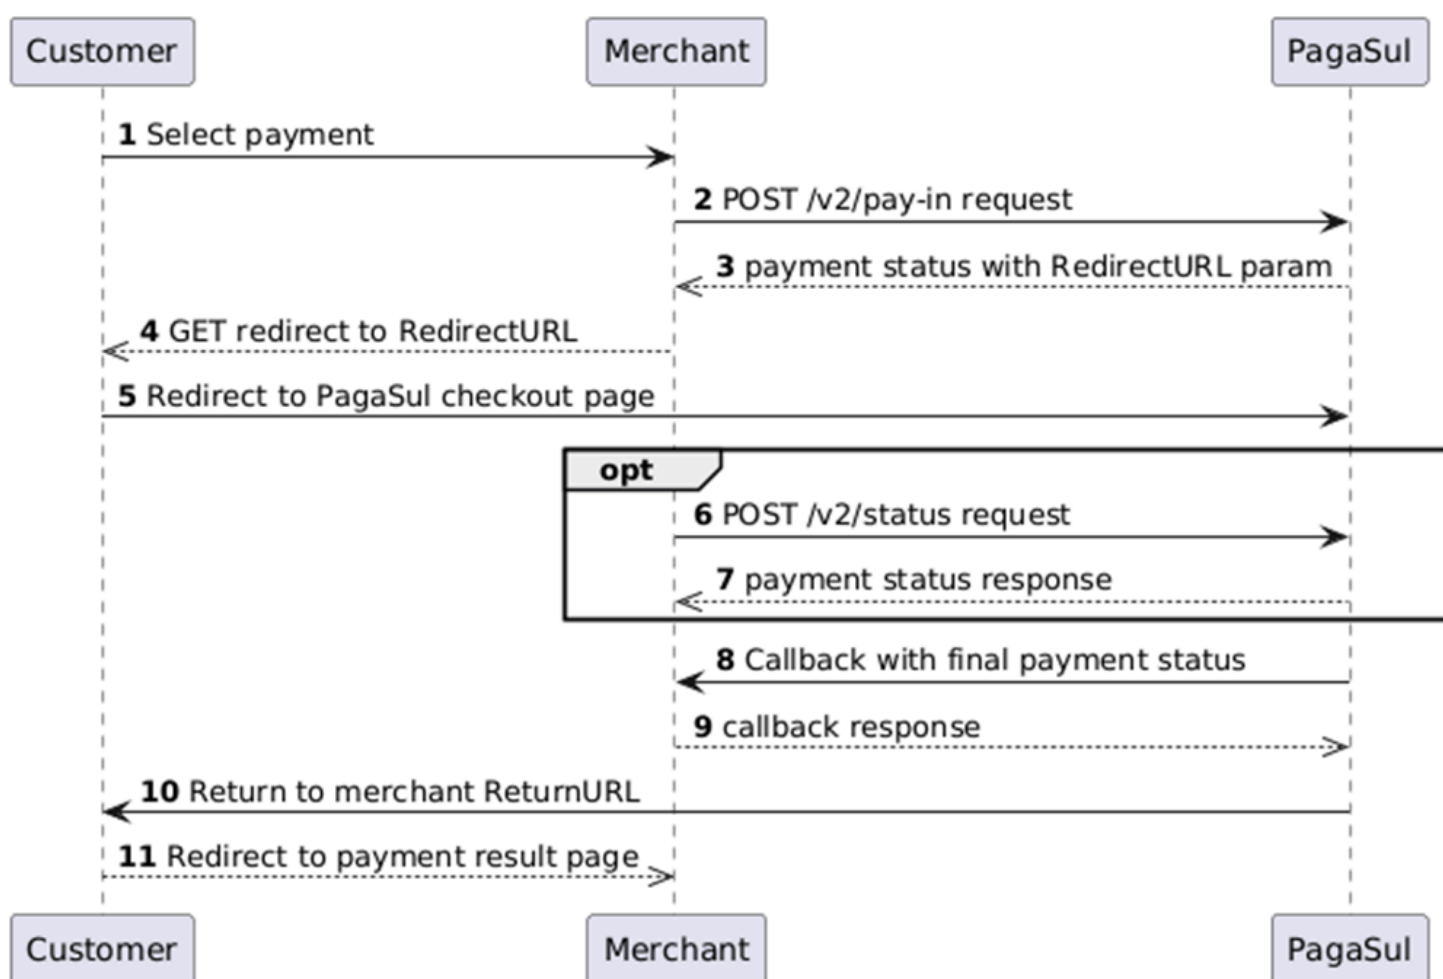 Customer Merchant PagaSul
1 Select payment
2 POST /v2/pay-in request
3 payment status with RedirectURL param
4 GET redirect to RedirectURL
5 Redirect to PagaSul checkout page
opt
6 POST /v2/status request
7 payment status response
8 Callback with final payment status
9 callback response
10 Return to merchant ReturnURL
11 Redirect to payment result page
Customer Merchant PagaSul